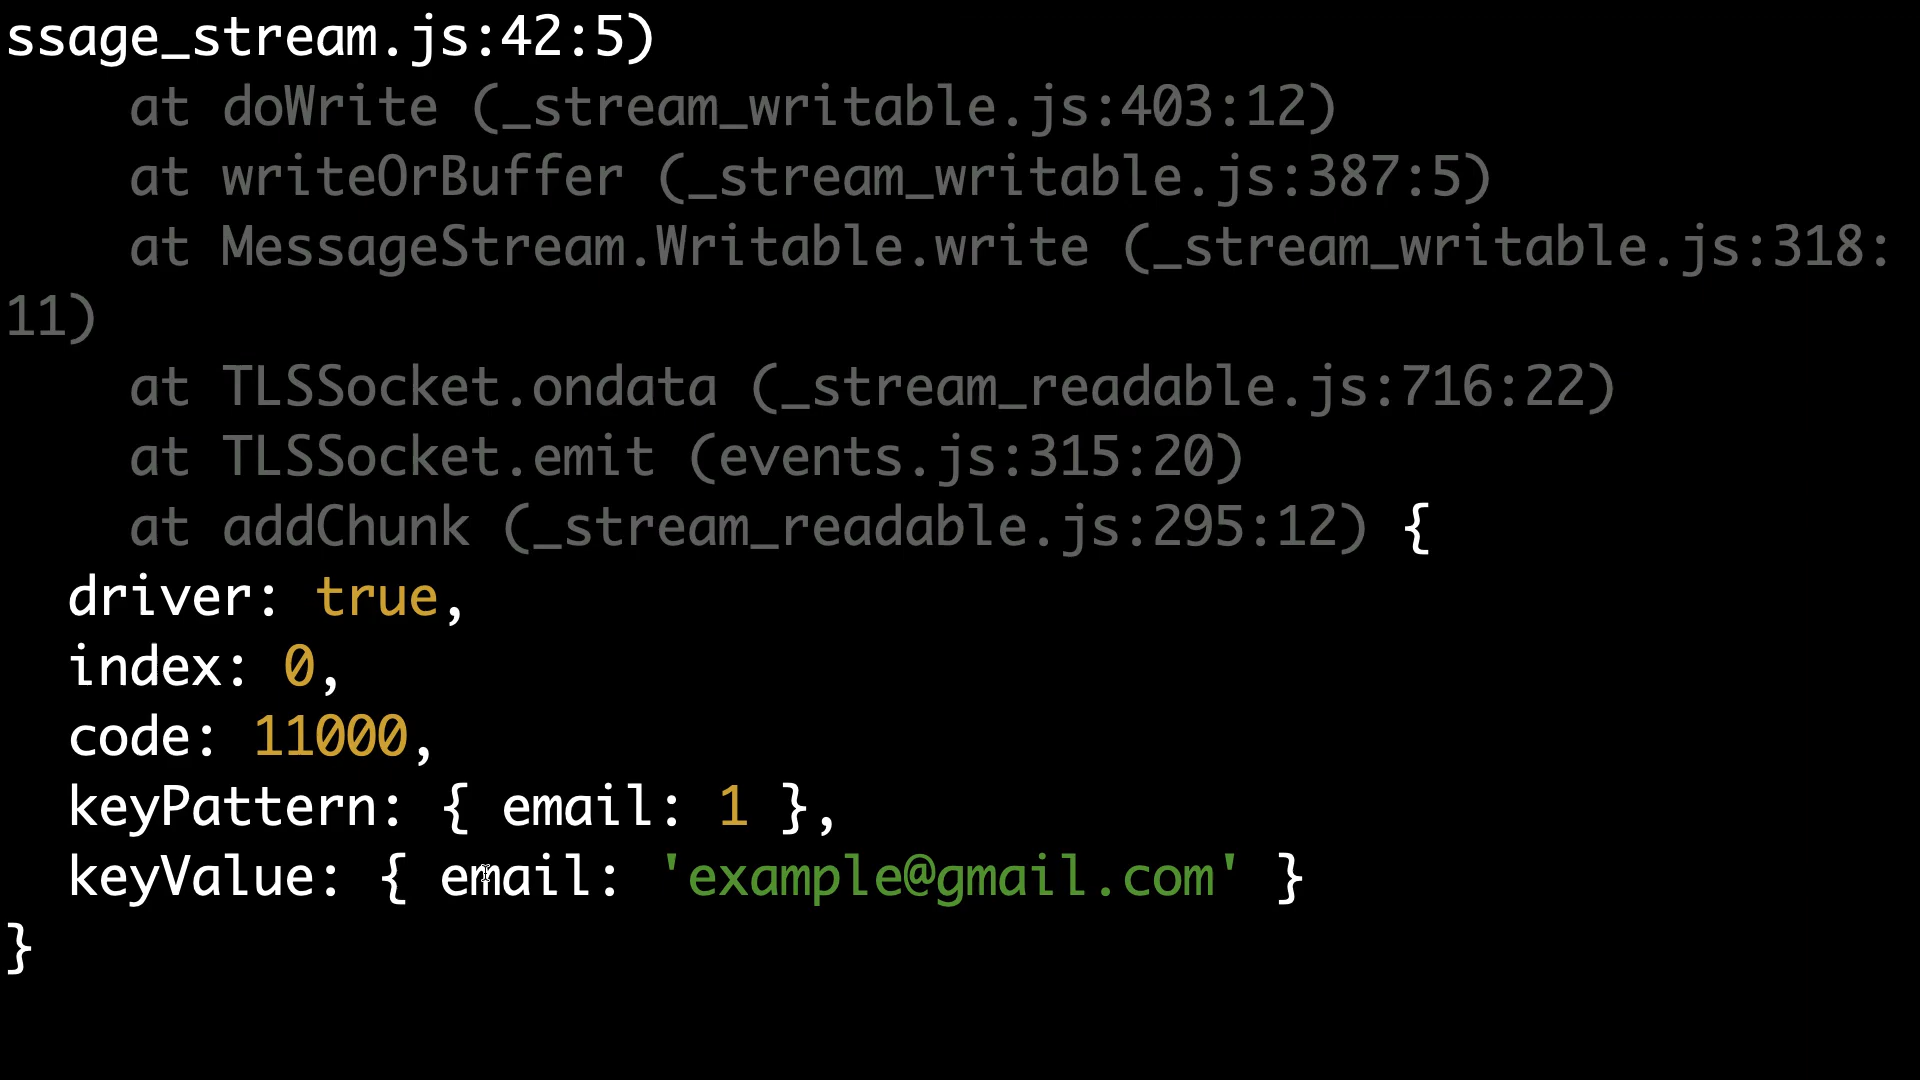 ssage_stream.js:42:5)
    at doWrite (_stream_writable.js:403:12)
    at writeOrBuffer (_stream_writable.js:387:5)
    at MessageStream.Writable.write (_stream_writable.js:318:
11)
    at TLSSocket.ondata (_stream_readable.js:716:22)
    at TLSSocket.emit (events.js:315:20)
    at addChunk (_stream_readable.js:295:12) {
  driver: true,
  index: 0,
  code: 11000,
  keyPattern: { email: 1 },
  keyValue: { email: 'example@gmail.com' }
}